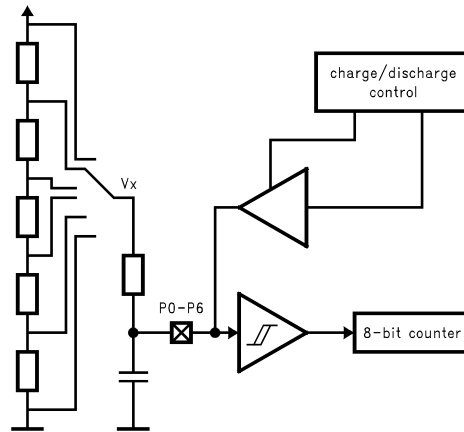 charge/discharge
control
Vx
P0-P6
8-bit counter